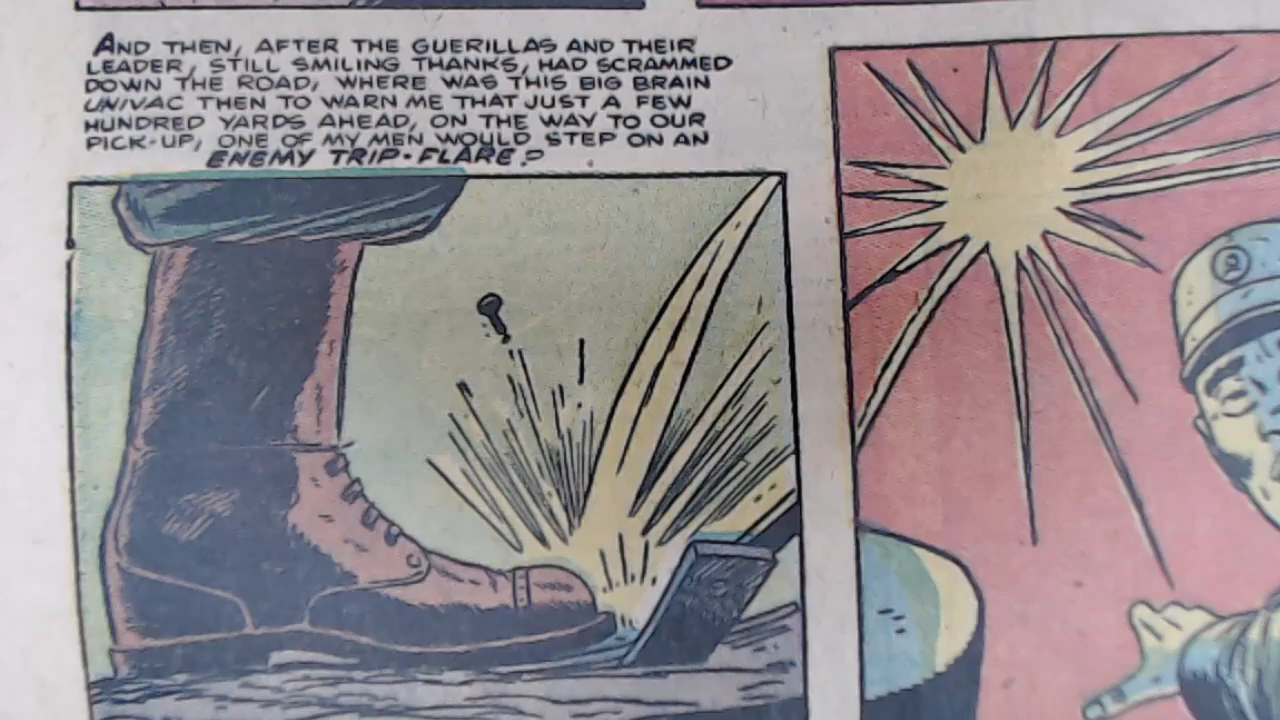 AND THEN, AFTER THE GUERILLAS AND THEIR
LEADER, STILL SMILING THANKS, HAD SCRAMMED
DOWN THE ROAD, WHERE WAS THIS BIG BRAIN
UNIVAC THEN TO WARN ME THAT JUST A FEW
HUNDRED YARDS AHEAD, ON THE WAY TO OUR
PICK-UP, ONE OF MY MEN WOULD STEP ON AN
ENEMY TRIP-FLARE?